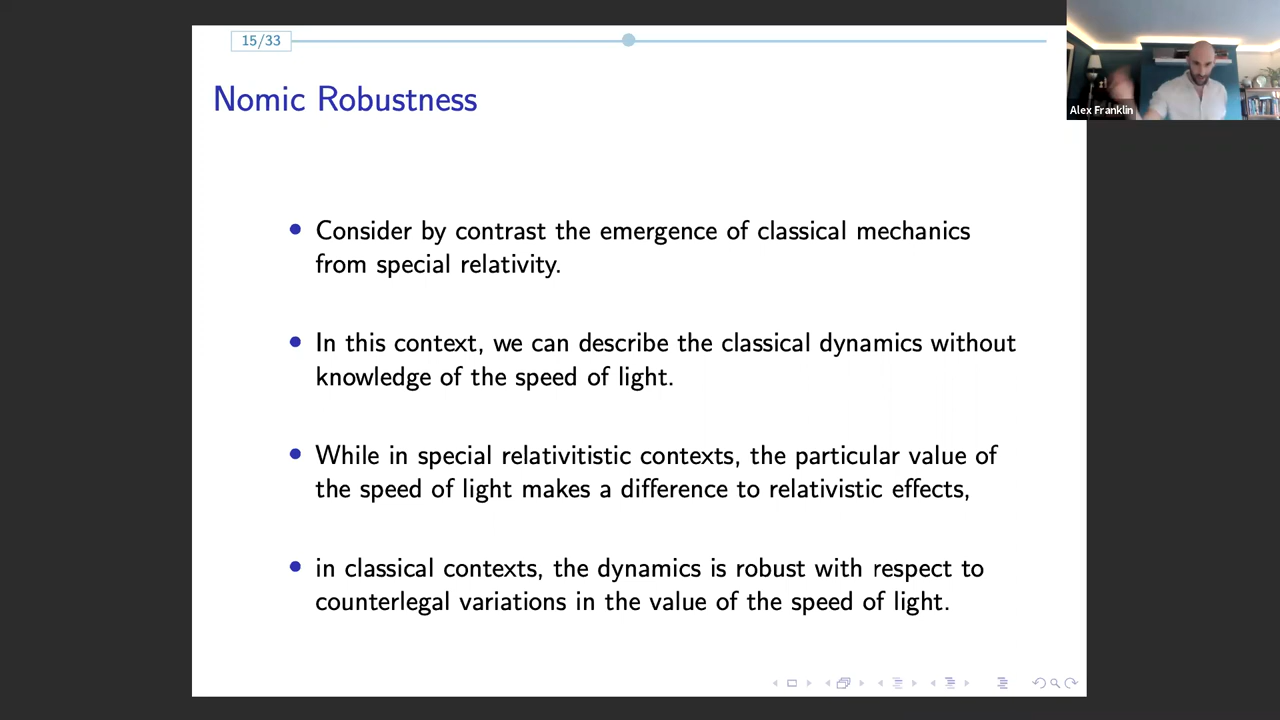 15/33
Alex Franklin
Nomic Robustness
• Consider by contrast the emergence of classical mechanics
from special relativity.
• In this context, we can describe the classical dynamics without
knowledge of the speed of light.
• While in special relativitistic contexts, the particular value of
the speed of light makes a difference to relativistic effects,
• in classical contexts, the dynamics is robust with respect to
counterlegal variations in the value of the speed of light.